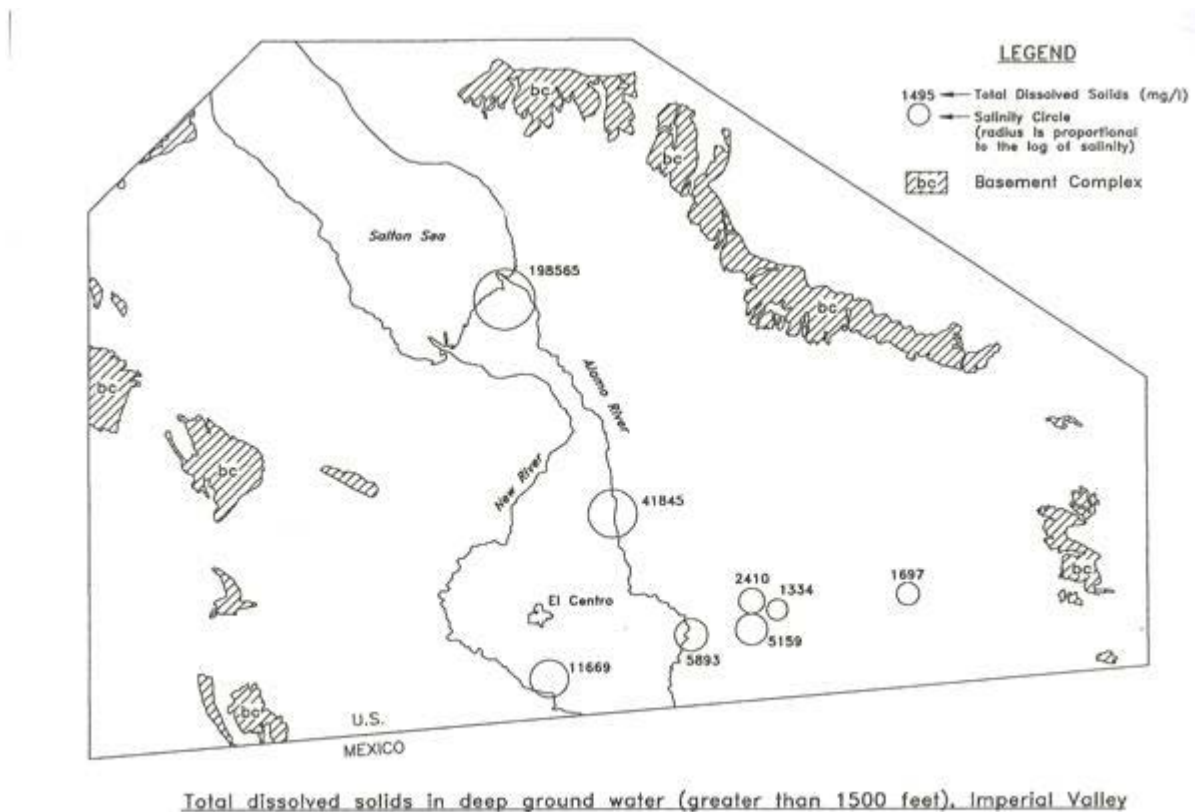 LEGEND
1495 Total Dissolved Solids (mg/l)
Salinity Circle
(radius is proportional
to the log of salinity)
bc Basement Complex
bc
bc
Salton Sea
198565
bc
bc
Alamo River
bc
New River
41845
bc
2410
1334
1697
El Centro
5893
5159
11669
bc
U.S.
MEXICO
Total dissolved solids in deep ground water (greater than 1500 feet), Imperial Valley